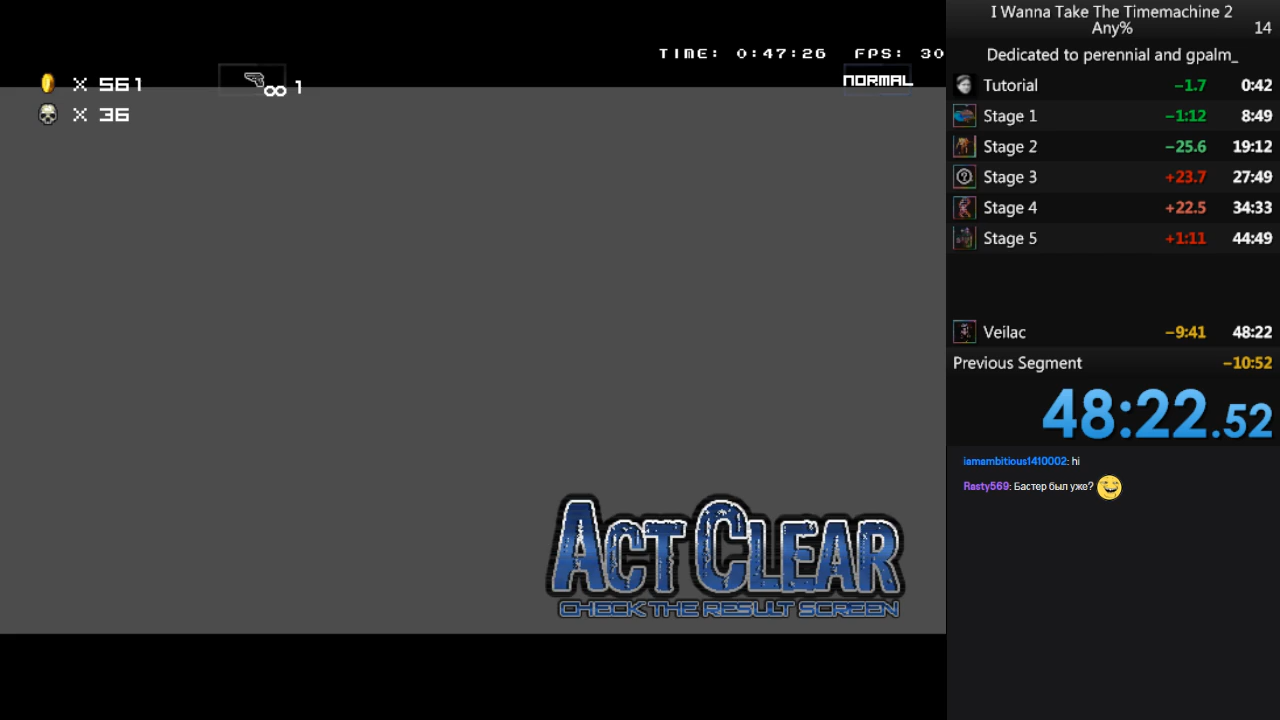 TIME: 0:47:26 FPS: 30
X 561
∞ 1
NORMAL
X 36
ACT CLEAR
CHECK THE RESULT SCREEN
I Wanna Take The Timemachine 2
Any% 14
Dedicated to perennial and gpalm_
Tutorial −1.7 0:42
Stage 1 −1:12 8:49
Stage 2 −25.6 19:12
Stage 3 +23.7 27:49
Stage 4 +22.5 34:33
Stage 5 +1:11 44:49
Veilac −9:41 48:22
Previous Segment −10:52
48:22.52
iamambitious1410002: hi
Rasty569: Бастер был уже?